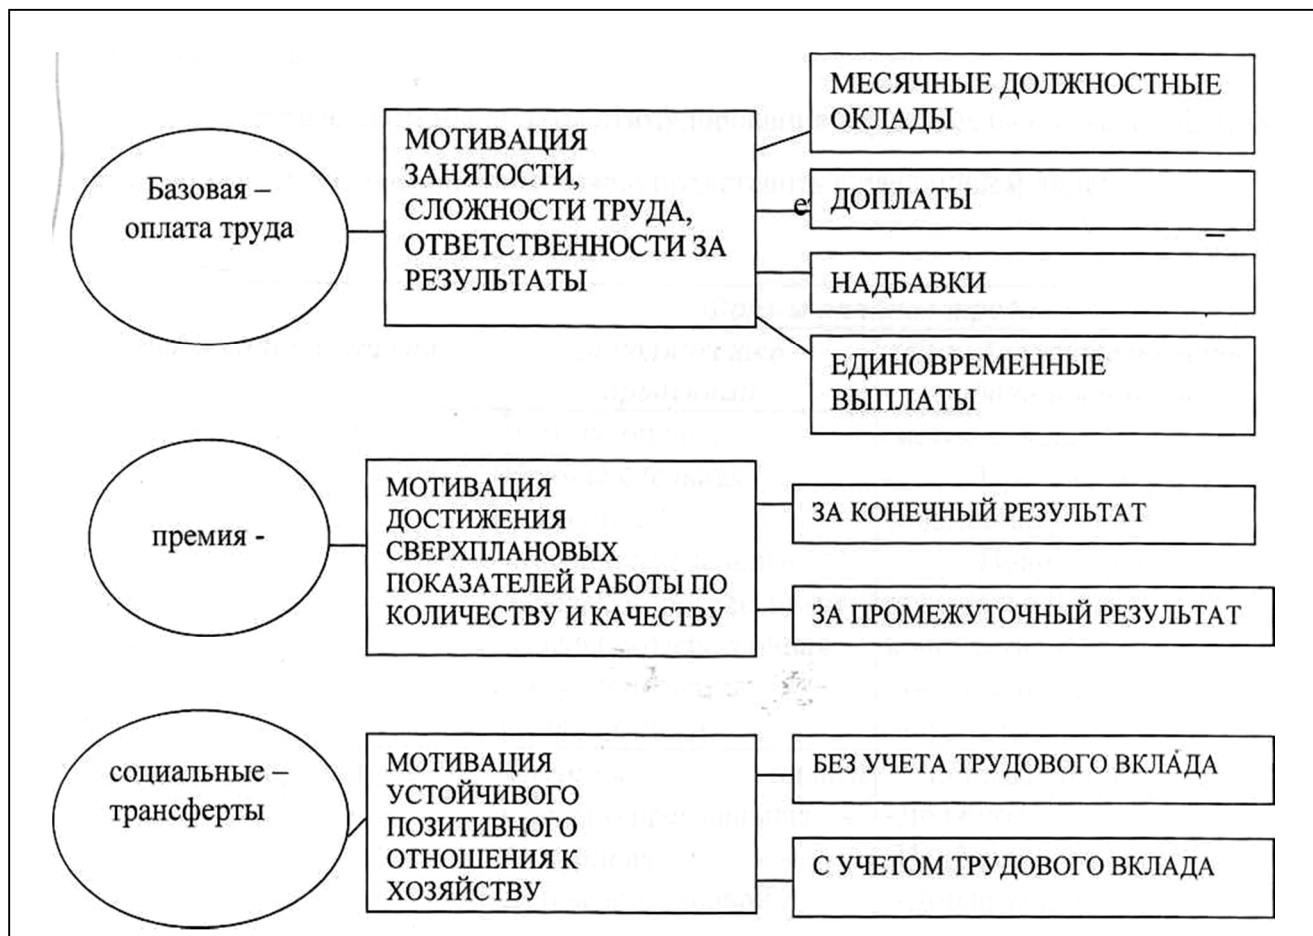 Базовая –
оплата труда
МОТИВАЦИЯ
ЗАНЯТОСТИ,
СЛОЖНОСТИ ТРУДА,
ОТВЕТСТВЕННОСТИ ЗА
РЕЗУЛЬТАТЫ
МЕСЯЧНЫЕ ДОЛЖНОСТНЫЕ
ОКЛАДЫ
ДОПЛАТЫ
НАДБАВКИ
ЕДИНОВРЕМЕННЫЕ
ВЫПЛАТЫ
премия -
МОТИВАЦИЯ
ДОСТИЖЕНИЯ
СВЕРХПЛАНОВЫХ
ПОКАЗАТЕЛЕЙ РАБОТЫ ПО
КОЛИЧЕСТВУ И КАЧЕСТВУ
ЗА КОНЕЧНЫЙ РЕЗУЛЬТАТ
ЗА ПРОМЕЖУТОЧНЫЙ РЕЗУЛЬТАТ
социальные –
трансферты
МОТИВАЦИЯ
УСТОЙЧИВОГО
ПОЗИТИВНОГО
ОТНОШЕНИЯ К
ХОЗЯЙСТВУ
БЕЗ УЧЕТА ТРУДОВОГО ВКЛАДА
С УЧЕТОМ ТРУДОВОГО ВКЛАДА